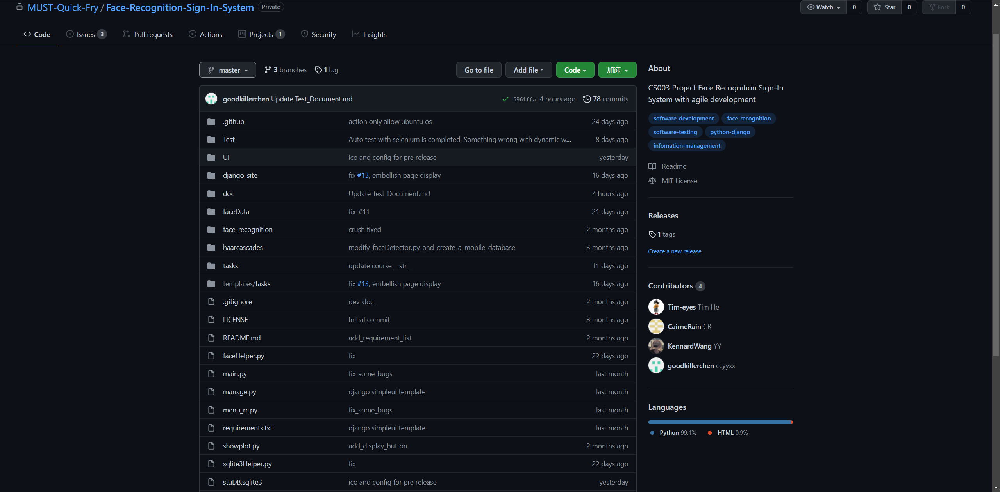 MUST-Quick-Fry / Face-Recognition-Sign-In-System Private Watch 0 Star 0 Fork 0
Code Issues 3 Pull requests Actions Projects 1 Security Insights
master 3 branches 1 tag Go to file Add file Code 加速
goodkillerchen Update Test_Document.md 5961ffa 4 hours ago 78 commits
.github action only allow ubuntu os 24 days ago
Test Auto test with selenium is completed. Something wrong with dynamic w... 8 days ago
UI ico and config for pre release yesterday
django_site fix #13, embellish page display 16 days ago
doc Update Test_Document.md 4 hours ago
faceData fix_#11 21 days ago
face_recognition crush fixed 2 months ago
haarcascades modify_faceDetector.py_and_create_a_mobile_database 3 months ago
tasks update course __str__ 11 days ago
templates/tasks fix #13, embellish page display 16 days ago
.gitignore dev_doc_ 2 months ago
LICENSE Initial commit 3 months ago
README.md add_requirement_list 2 months ago
faceHelper.py fix 22 days ago
main.py fix_some_bugs last month
manage.py django simpleui template last month
menu_rc.py fix_some_bugs last month
requirements.txt django simpleui template last month
showplot.py add_display_button 2 months ago
sqlite3Helper.py fix 22 days ago
stuDB.sqlite3 ico and config for pre release yesterday
About
CS003 Project Face Recognition Sign-In
System with agile development
software-development face-recognition
software-testing python-django
infomation-management
Readme
MIT License
Releases
1 tags
Create a new release
Contributors 4
Tim-eyes Tim He
CairneRain CR
KennardWang YY
goodkillerchen ccyyxx
Languages
Python 99.1% HTML 0.9%